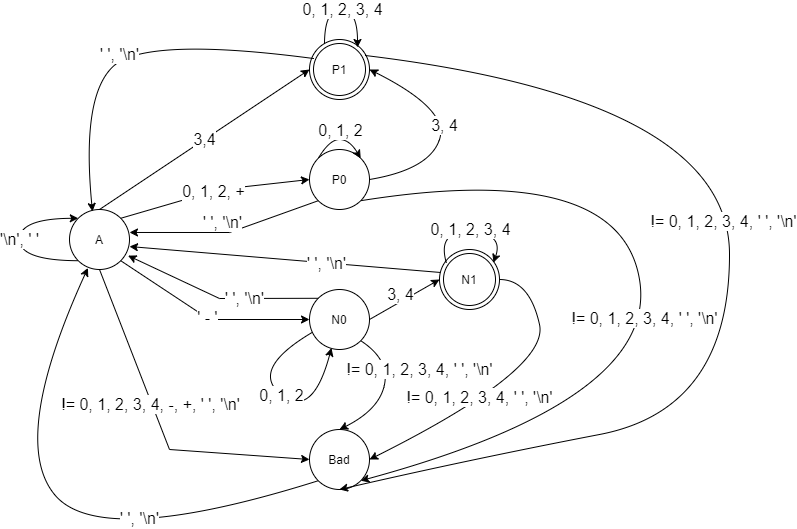 0, 1, 2, 3, 4
' ', '\n'
P1
3,4
0, 1, 2
3, 4
P0
0, 1, 2, +
' ', '\n'
!= 0, 1, 2, 3, 4, ' ', '\n'
'\n', ' '
A
0, 1, 2, 3, 4
' ', '\n'
N1
' ', '\n'
3, 4
' - '
N0
!= 0, 1, 2, 3, 4, ' ', '\n'
!= 0, 1, 2, 3, 4, ' ', '\n'
0, 1, 2
!= 0, 1, 2, 3, 4, ' ', '\n'
!= 0, 1, 2, 3, 4, -, +, ' ', '\n'
Bad
' ', '\n'